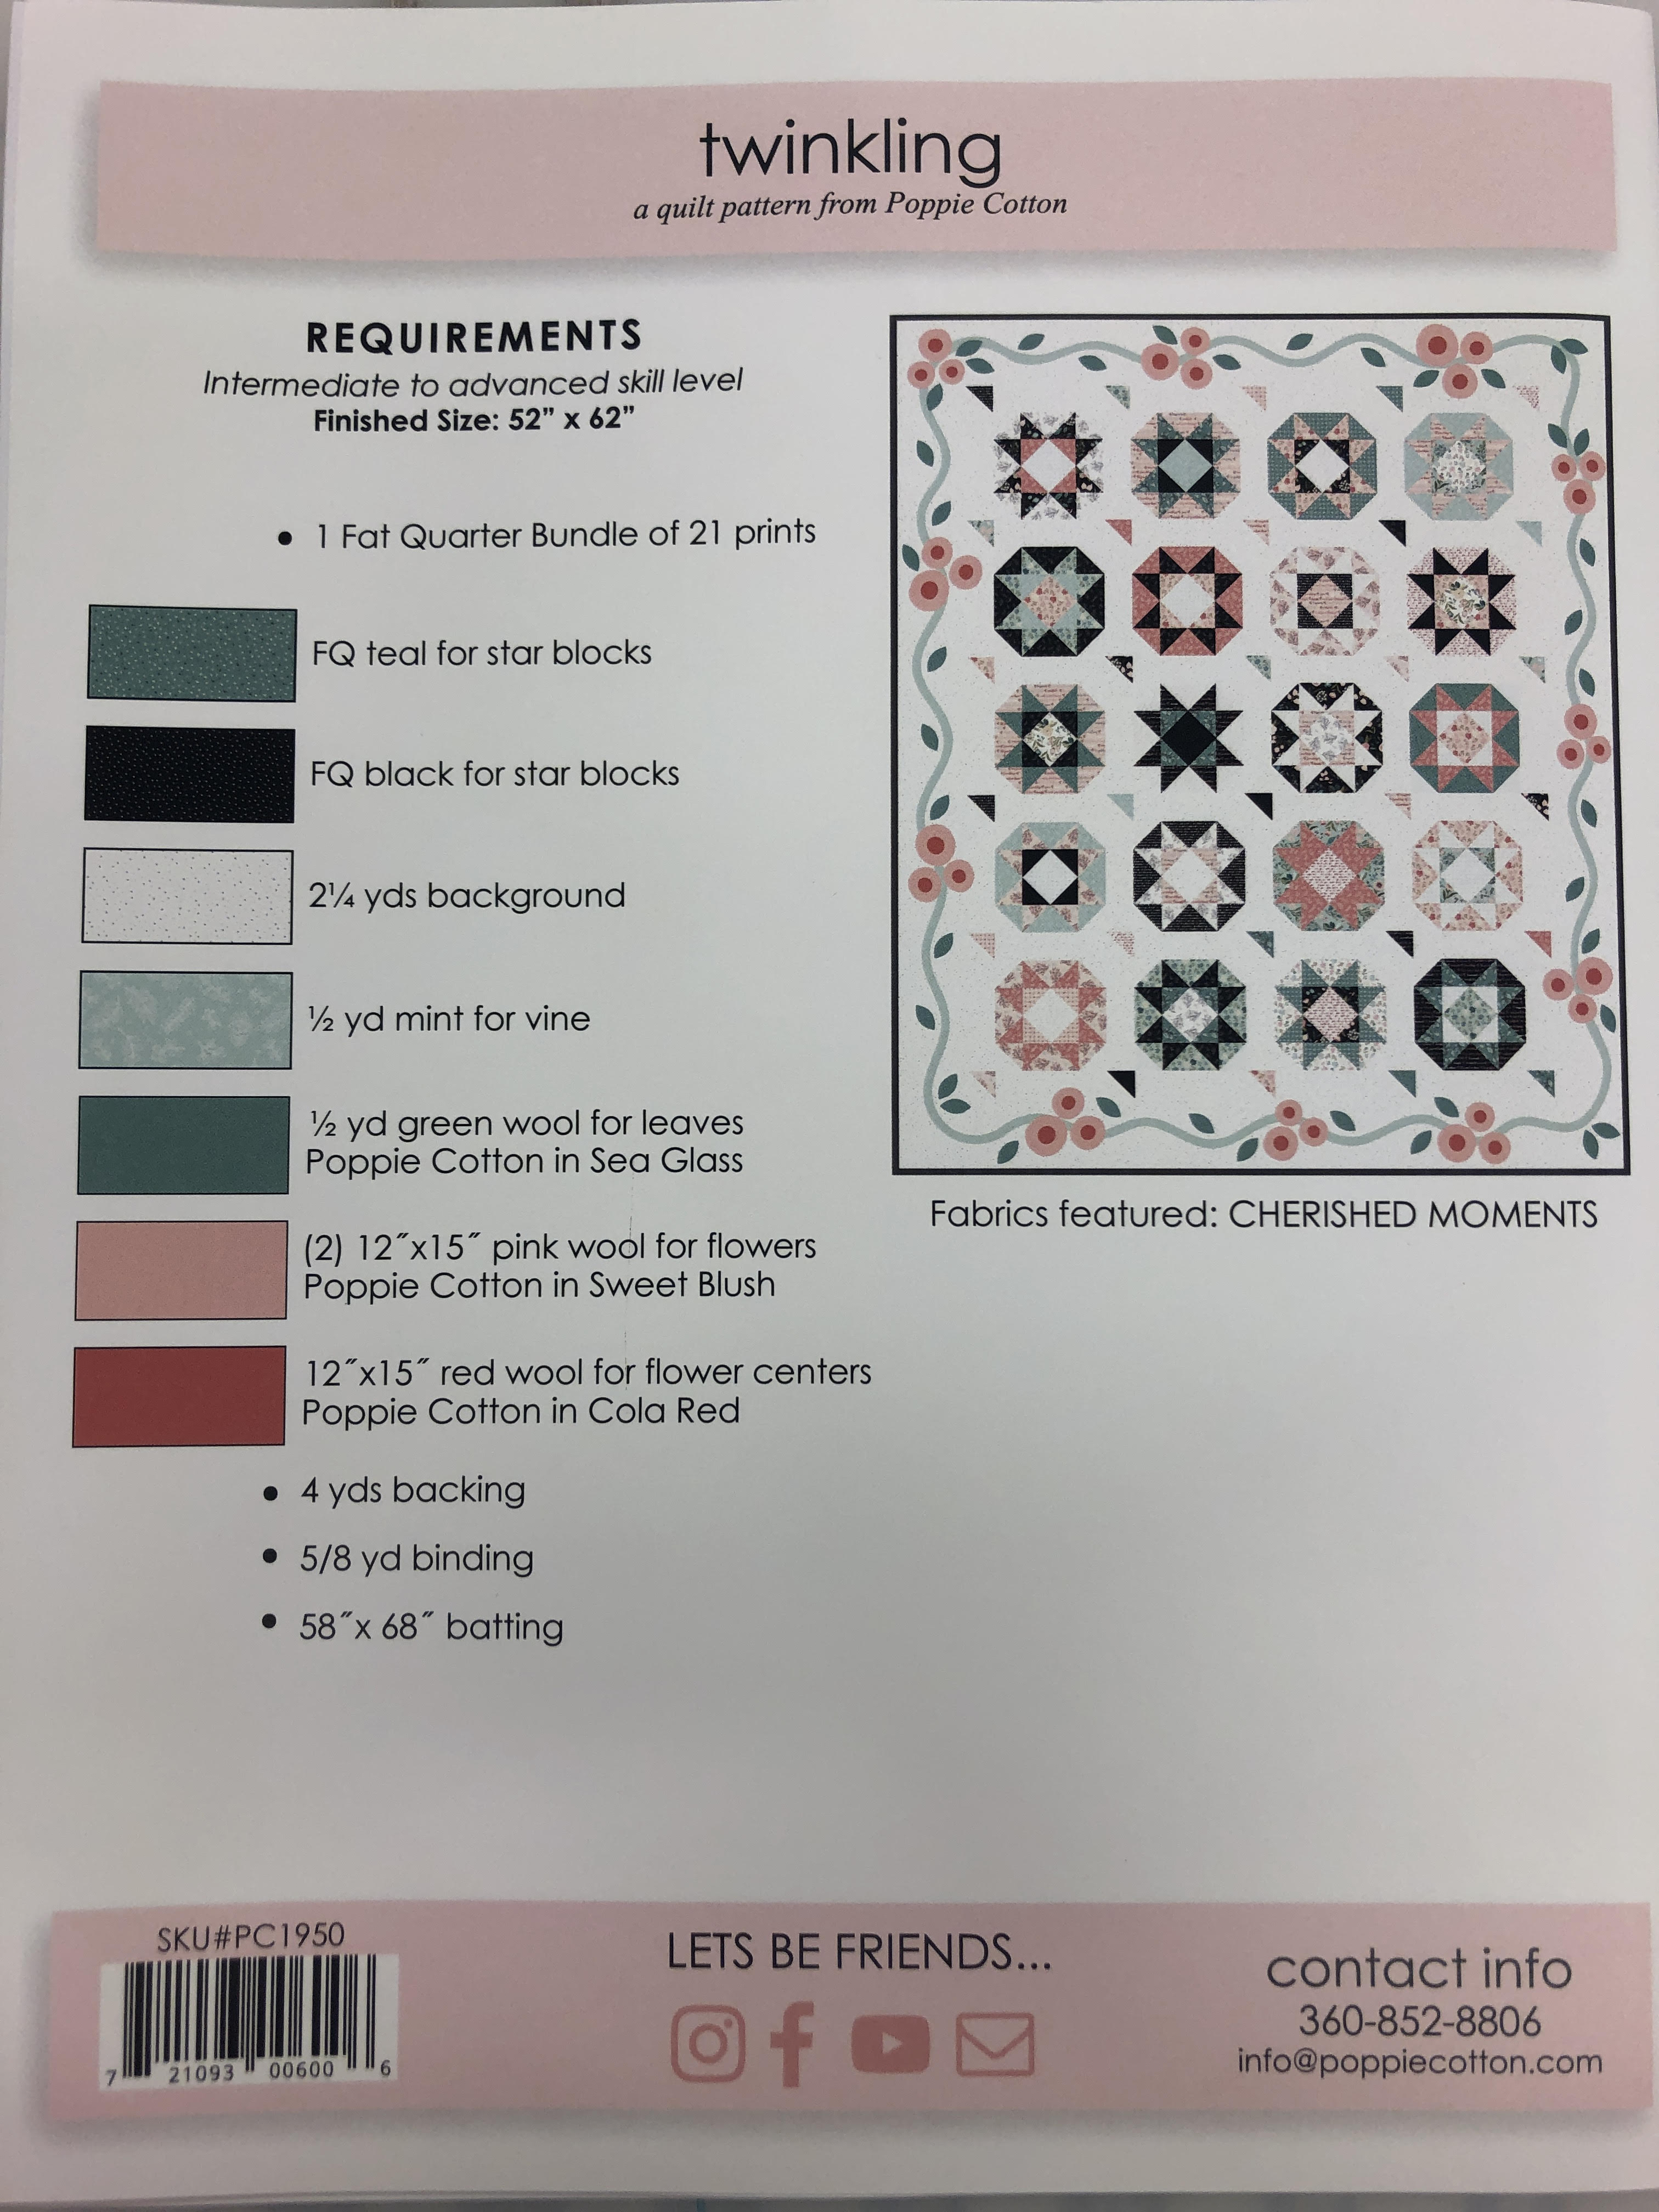 twinkling
a quilt pattern from Poppie Cotton
REQUIREMENTS
Intermediate to advanced skill level
Finished Size: 52” x 62”
• 1 Fat Quarter Bundle of 21 prints
FQ teal for star blocks
FQ black for star blocks
2¼ yds background
½ yd mint for vine
½ yd green wool for leaves
Poppie Cotton in Sea Glass
(2) 12˝x15˝ pink wool for flowers
Poppie Cotton in Sweet Blush
12˝x15˝ red wool for flower centers
Poppie Cotton in Cola Red
• 4 yds backing
• 5/8 yd binding
• 58˝x 68˝ batting
Fabrics featured: CHERISHED MOMENTS
SKU#PC1950
7 21093 00600 6
LETS BE FRIENDS...
contact info
360-852-8806
info@poppiecotton.com